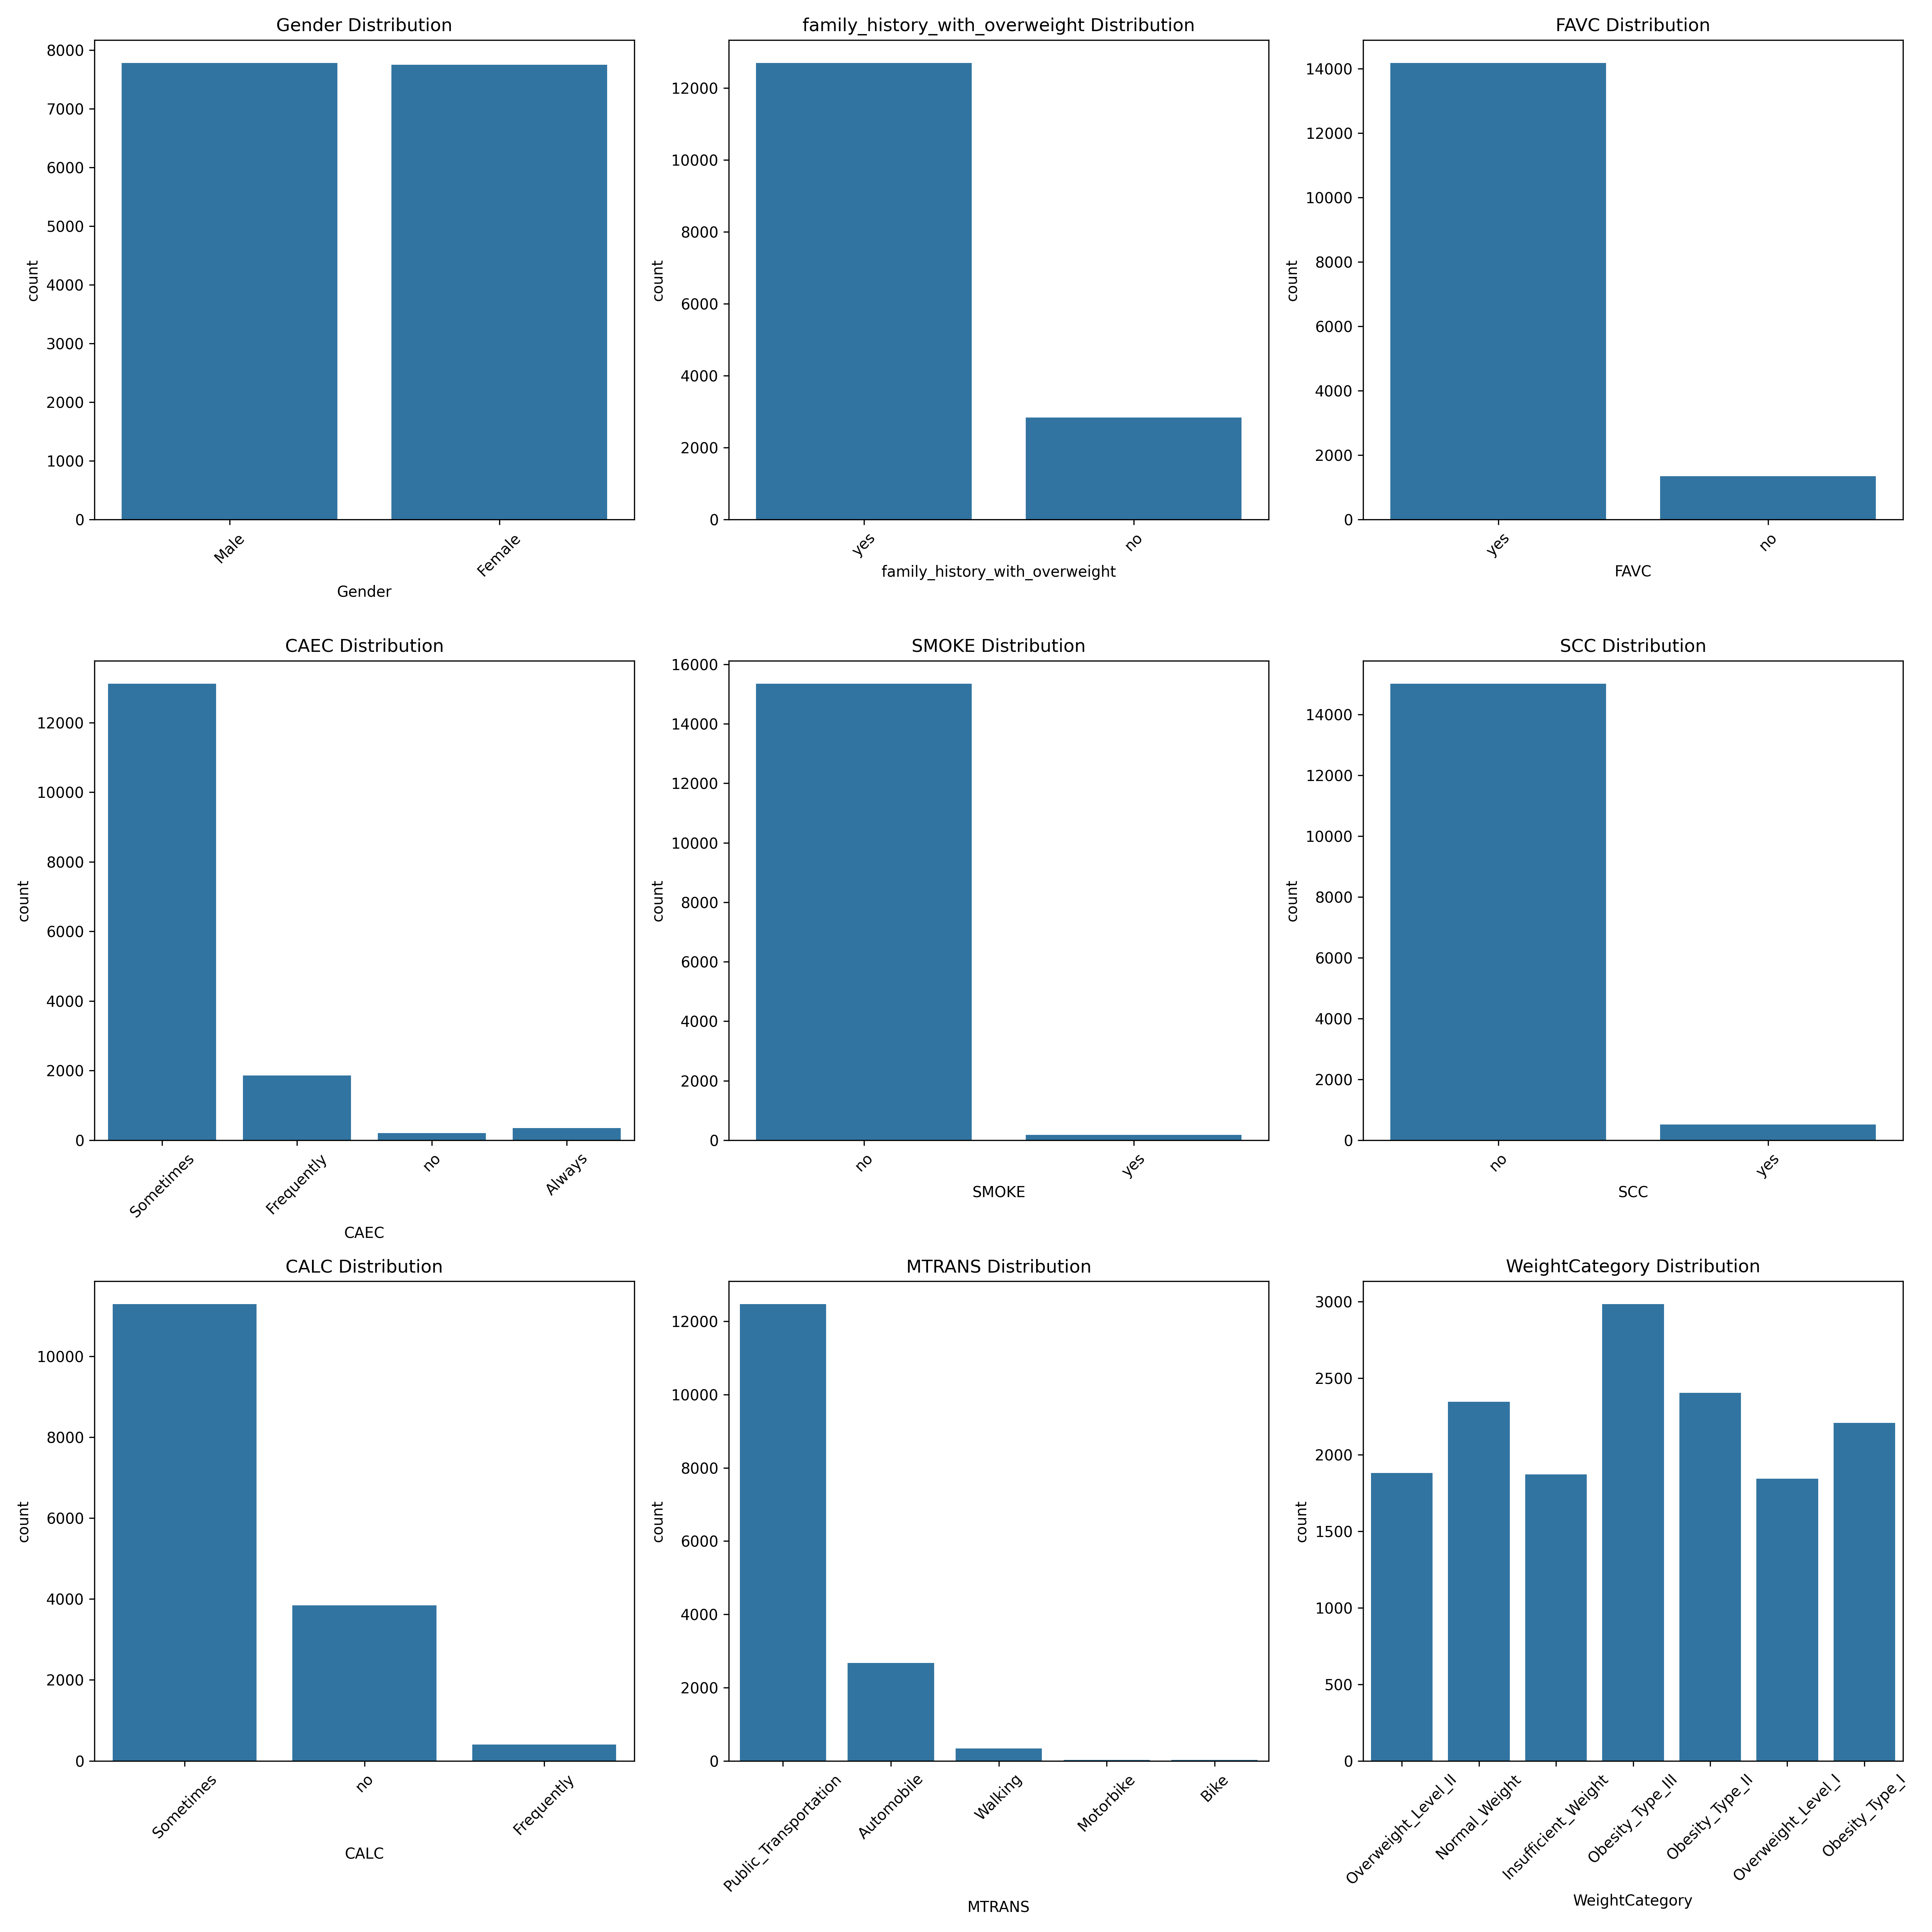 Gender Distribution
8000
7000
6000
5000
4000
3000
2000
1000
0
count
Male
Female
Gender
family_history_with_overweight Distribution
12000
10000
8000
6000
4000
2000
0
count
yes
no
family_history_with_overweight
FAVC Distribution
14000
12000
10000
8000
6000
4000
2000
0
count
yes
no
FAVC
CAEC Distribution
12000
10000
8000
6000
4000
2000
0
count
Sometimes
Frequently
no
Always
CAEC
SMOKE Distribution
16000
14000
12000
10000
8000
6000
4000
2000
0
count
no
yes
SMOKE
SCC Distribution
14000
12000
10000
8000
6000
4000
2000
0
count
no
yes
SCC
CALC Distribution
10000
8000
6000
4000
2000
0
count
Sometimes
no
Frequently
CALC
MTRANS Distribution
12000
10000
8000
6000
4000
2000
0
count
Public_Transportation
Automobile
Walking
Motorbike
Bike
MTRANS
WeightCategory Distribution
3000
2500
2000
1500
1000
500
0
count
Overweight_Level_II
Normal_Weight
Insufficient_Weight
Obesity_Type_III
Obesity_Type_II
Overweight_Level_I
Obesity_Type_I
WeightCategory